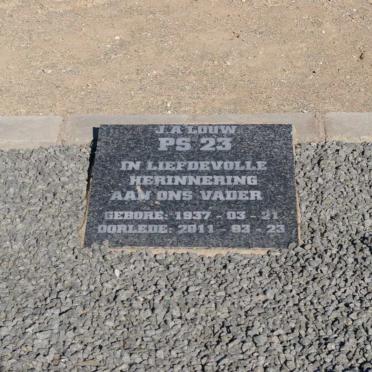 J.A LOUW
PS 23
IN LIEFDEVOLLE
HERINNERING
AAN ONS VADER
GEBORE: 1937 - 03 - 21
OORLEDE: 2011 - 03 - 23